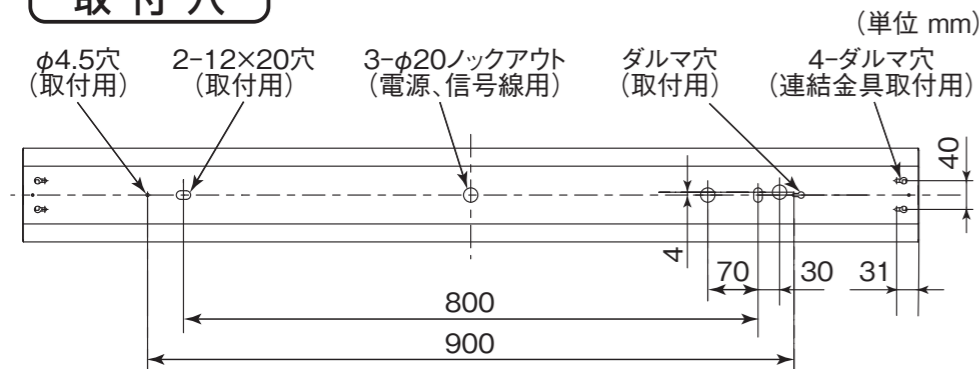 取付穴
(単位 mm)
φ4.5穴
(取付用)
2-12×20穴
(取付用)
3-φ20ノックアウト
(電源、信号線用)
ダルマ穴
(取付用)
4-ダルマ穴
(連結金具取付用)
40
4
70
30
31
800
900